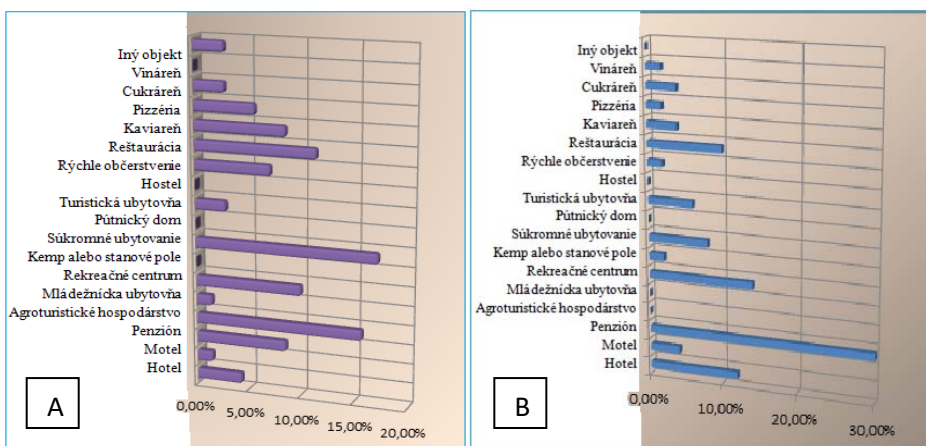 Iný objekt
Vináreň
Cukráreň
Pizzéria
Kaviareň
Reštaurácia
Rýchle občerstvenie
Hostel
Turistická ubytovňa
Pútnický dom
Súkromné ubytovanie
Kemp alebo stanové pole
Rekreačné centrum
Mládežnícka ubytovňa
Agroturistické hospodárstvo
Penzión
Motel
Hotel
0,00%
5,00%
10,00%
15,00%
20,00%
A
Iný objekt
Vináreň
Cukráreň
Pizzéria
Kaviareň
Reštaurácia
Rýchle občerstvenie
Hostel
Turistická ubytovňa
Pútnický dom
Súkromné ubytovanie
Kemp alebo stanové pole
Rekreačné centrum
Mládežnícka ubytovňa
Agroturistické hospodárstvo
Penzión
Motel
Hotel
0,00%
10,00%
20,00%
30,00%
B